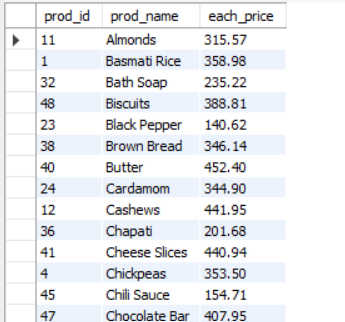 prod_id prod_name each_price
11 Almonds 315.57
1 Basmati Rice 358.98
32 Bath Soap 235.22
48 Biscuits 388.81
23 Black Pepper 140.62
38 Brown Bread 346.14
40 Butter 452.40
24 Cardamom 344.90
12 Cashews 441.95
36 Chapati 201.68
41 Cheese Slices 440.94
4 Chickpeas 353.50
45 Chili Sauce 154.71
47 Chocolate Bar 407.95